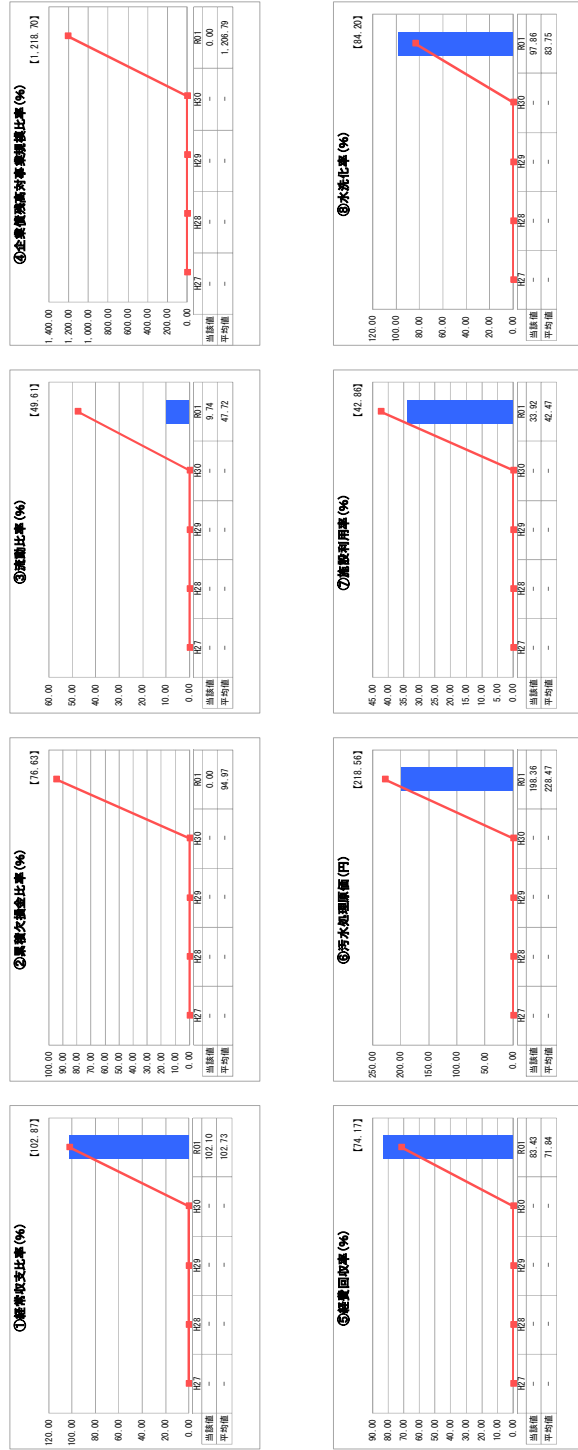 ①経常収支比率(%)
【102.87】
120.00
100.00
80.00
60.00
40.00
20.00
0.00
H27 H28 H29 H30 R01
当該値 - - - - 102.10
平均値 - - - - 102.73
②累積欠損金比率(%)
【76.63】
100.00
90.00
80.00
70.00
60.00
50.00
40.00
30.00
20.00
10.00
0.00
H27 H28 H29 H30 R01
当該値 - - - - 0.00
平均値 - - - - 94.97
③流動比率(%)
【49.61】
60.00
50.00
40.00
30.00
20.00
10.00
0.00
H27 H28 H29 H30 R01
当該値 - - - - 9.74
平均値 - - - - 47.72
④企業債残高対事業規模比率(%)
【1,218.70】
1,400.00
1,200.00
1,000.00
800.00
600.00
400.00
200.00
0.00
H27 H28 H29 H30 R01
当該値 - - - - 0.00
平均値 - - - - 1,206.79
⑤経費回収率(%)
【74.17】
90.00
80.00
70.00
60.00
50.00
40.00
30.00
20.00
10.00
0.00
H27 H28 H29 H30 R01
当該値 - - - - 83.43
平均値 - - - - 71.84
⑥汚水処理原価(円)
【218.56】
250.00
200.00
150.00
100.00
50.00
0.00
H27 H28 H29 H30 R01
当該値 - - - - 198.36
平均値 - - - - 228.47
⑦施設利用率(%)
【42.86】
45.00
40.00
35.00
30.00
25.00
20.00
15.00
10.00
5.00
0.00
H27 H28 H29 H30 R01
当該値 - - - - 33.92
平均値 - - - - 42.47
⑧水洗化率(%)
【84.20】
120.00
100.00
80.00
60.00
40.00
20.00
0.00
H27 H28 H29 H30 R01
当該値 - - - - 97.86
平均値 - - - - 83.75